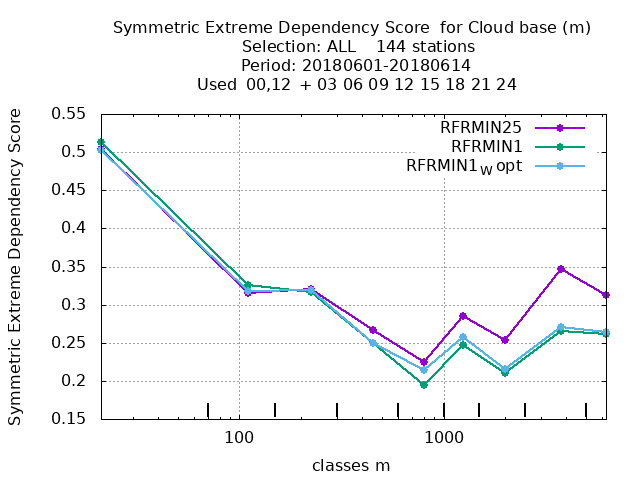 Symmetric Extreme Dependency Score  for Cloud base (m)
Selection: ALL    144 stations
Period: 20180601-20180614
Used  00,12  + 03 06 09 12 15 18 21 24
Symmetric Extreme Dependency Score
0.55
0.5
0.45
0.4
0.35
0.3
0.25
0.2
0.15
RFRMIN25
RFRMIN1
RFRMIN1W opt
100
1000
classes m